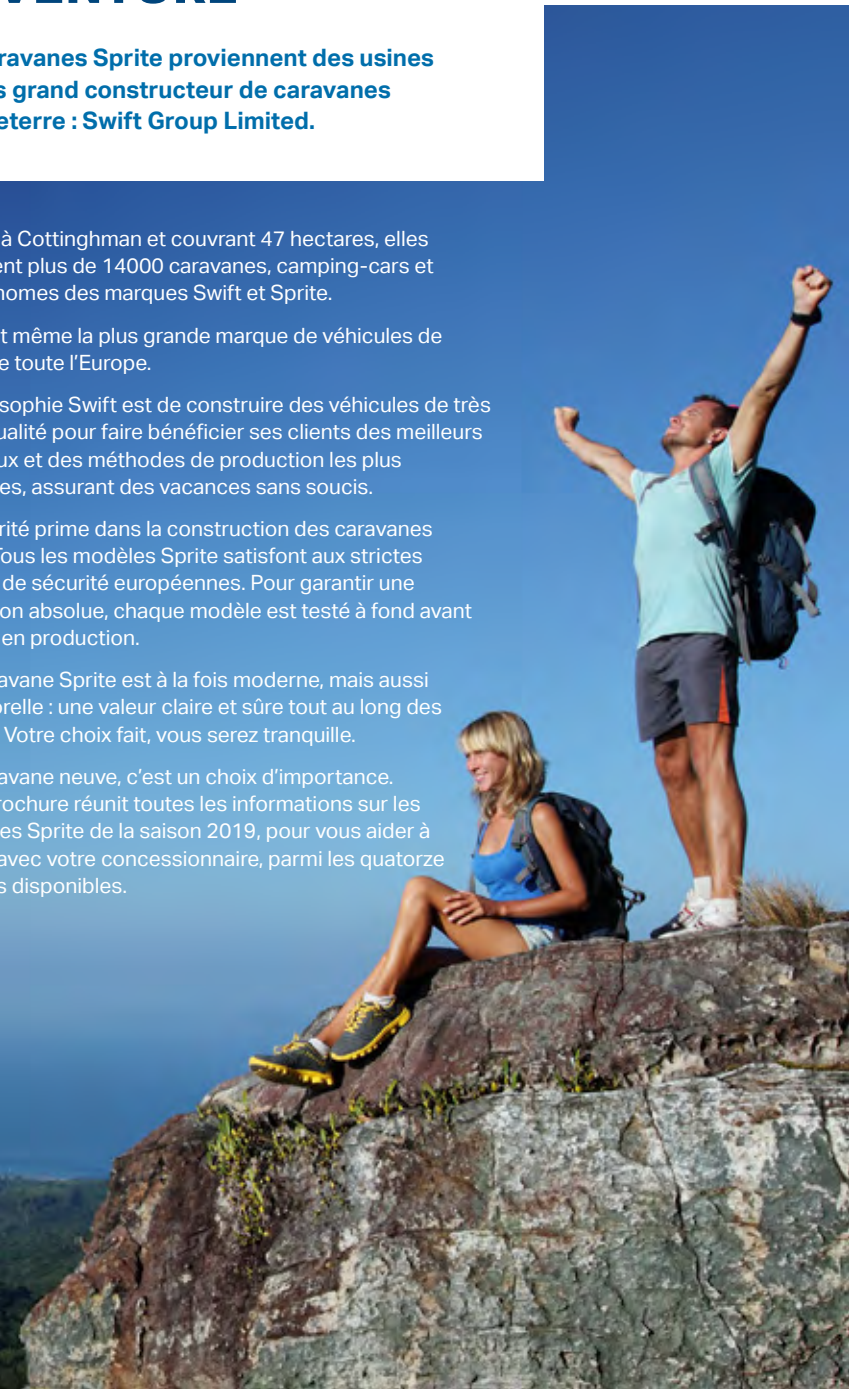 VENTURE
ravanes Sprite proviennent des usines
s grand constructeur de caravanes
eterre : Swift Group Limited.
à Cottinghman et couvrant 47 hectares, elles
ent plus de 14000 caravanes, camping-cars et
homes des marques Swift et Sprite.
t même la plus grande marque de véhicules de
e toute l'Europe.
sophie Swift est de construire des véhicules de très
ualité pour faire bénéficier ses clients des meilleurs
ux et des méthodes de production les plus
es, assurant des vacances sans soucis.
rité prime dans la construction des caravanes
Tous les modèles Sprite satisfont aux strictes
de sécurité européennes. Pour garantir une
on absolue, chaque modèle est testé à fond avant
en production.
avane Sprite est à la fois moderne, mais aussi
orelle : une valeur claire et sûre tout au long des
Votre choix fait, vous serez tranquille.
avane neuve, c'est un choix d'importance.
rochure réunit toutes les informations sur les
es Sprite de la saison 2019, pour vous aider à
avec votre concessionnaire, parmi les quatorze
s disponibles.